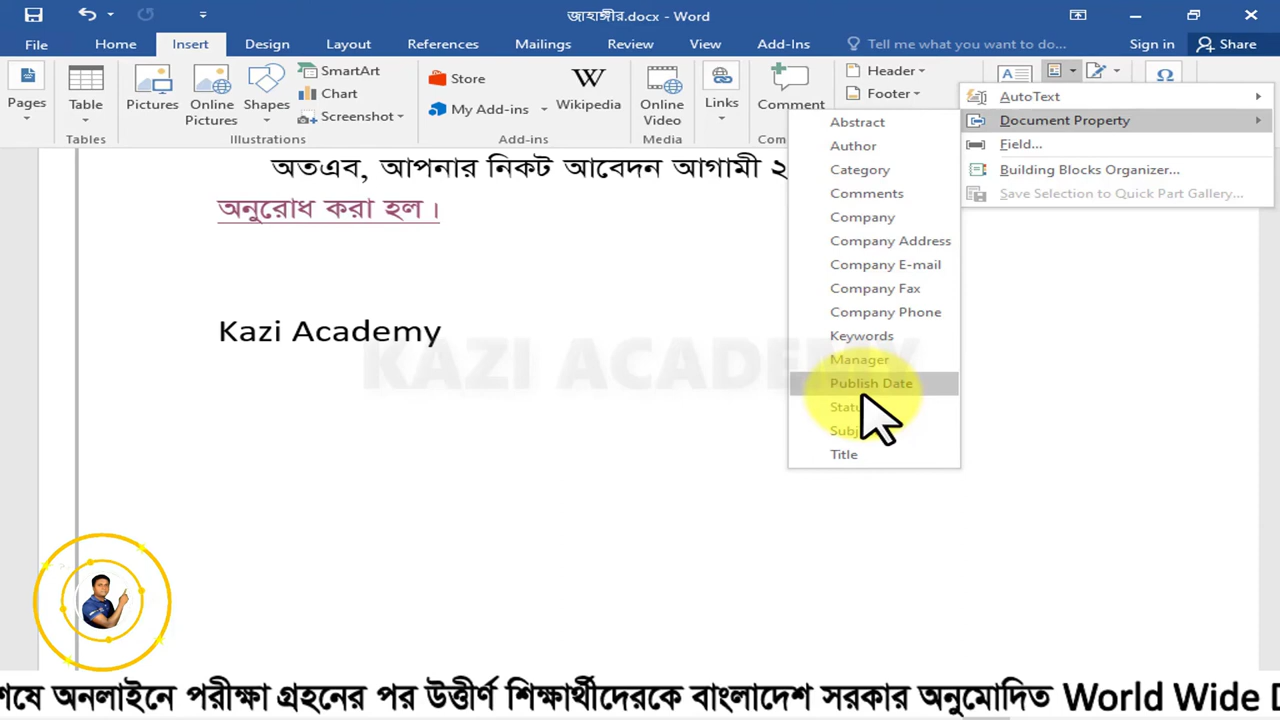 জাহাঙ্গীর.docx - Word
File Home Insert Design Layout References Mailings Review View Add-Ins Tell me what you want to do... Sign in Share
Pages
Table
Pictures
Online Pictures
Shapes
SmartArt
Chart
Screenshot
Store
My Add-ins
Wikipedia
Online Video
Links
Comment
Header
Footer
Tables Illustrations Add-ins Media
AutoText
Document Property
Field...
Building Blocks Organizer...
Save Selection to Quick Part Gallery...
Abstract
Author
Category
Comments
Company
Company Address
Company E-mail
Company Fax
Company Phone
Keywords
Manager
Publish Date
Title
অতএব, আপনার নিকট আবেদন আগামী ২
অনুরোধ করা হল।
Kazi Academy
KAZI ACADEMY
অনলাইনে পরীক্ষা গ্রহনের পর উত্তীর্ণ শিক্ষার্থীদেরকে বাংলাদেশ সরকার অনুমোদিত World Wide